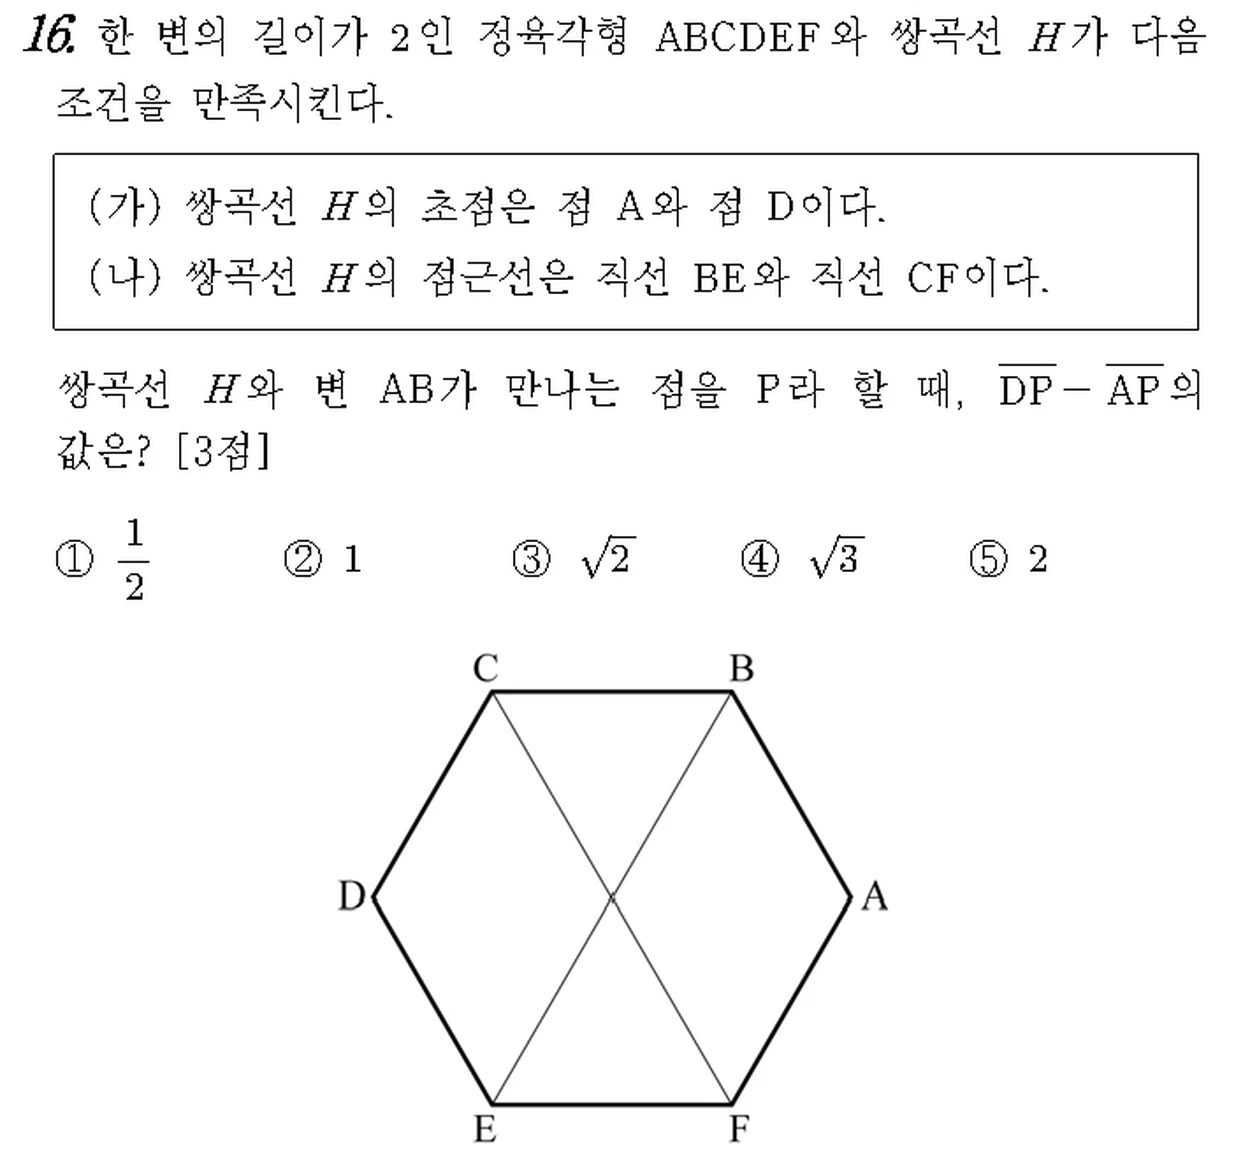 16. 한 변의 길이가 2인 정육각형 ABCDEF와 쌍곡선 H가 다음
조건을 만족시킨다.
(가) 쌍곡선 H의 초점은 점 A와 점 D이다.
(나) 쌍곡선 H의 점근선은 직선 BE와 직선 CF이다.
쌍곡선 H와 변 AB가 만나는 점을 P라 할 때, \overline{DP} - \overline{AP}의
값은? [3점]
① \frac{1}{2} ② 1 ③ √2 ④ √3 ⑤ 2
C B
D A
E F